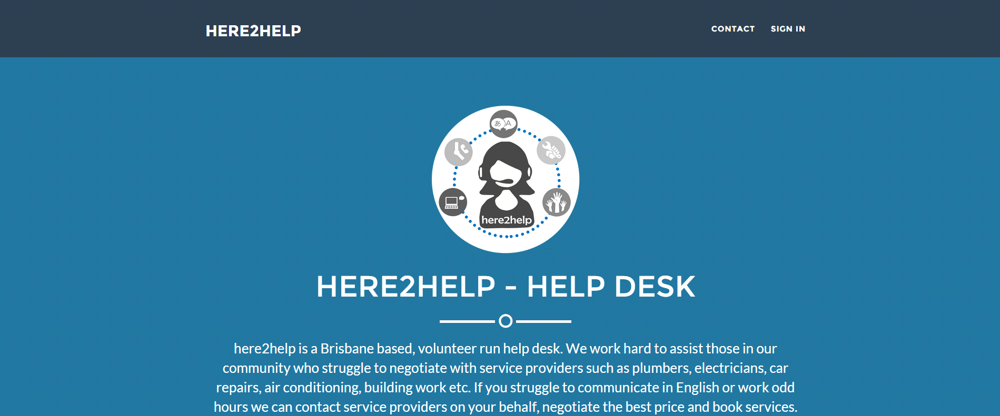 HERE2HELP
CONTACT SIGN IN
あ A
here2help
HERE2HELP - HELP DESK
here2help is a Brisbane based, volunteer run help desk. We work hard to assist those in our
community who struggle to negotiate with service providers such as plumbers, electricians, car
repairs, air conditioning, building work etc. If you struggle to communicate in English or work odd
hours we can contact service providers on your behalf, negotiate the best price and book services.